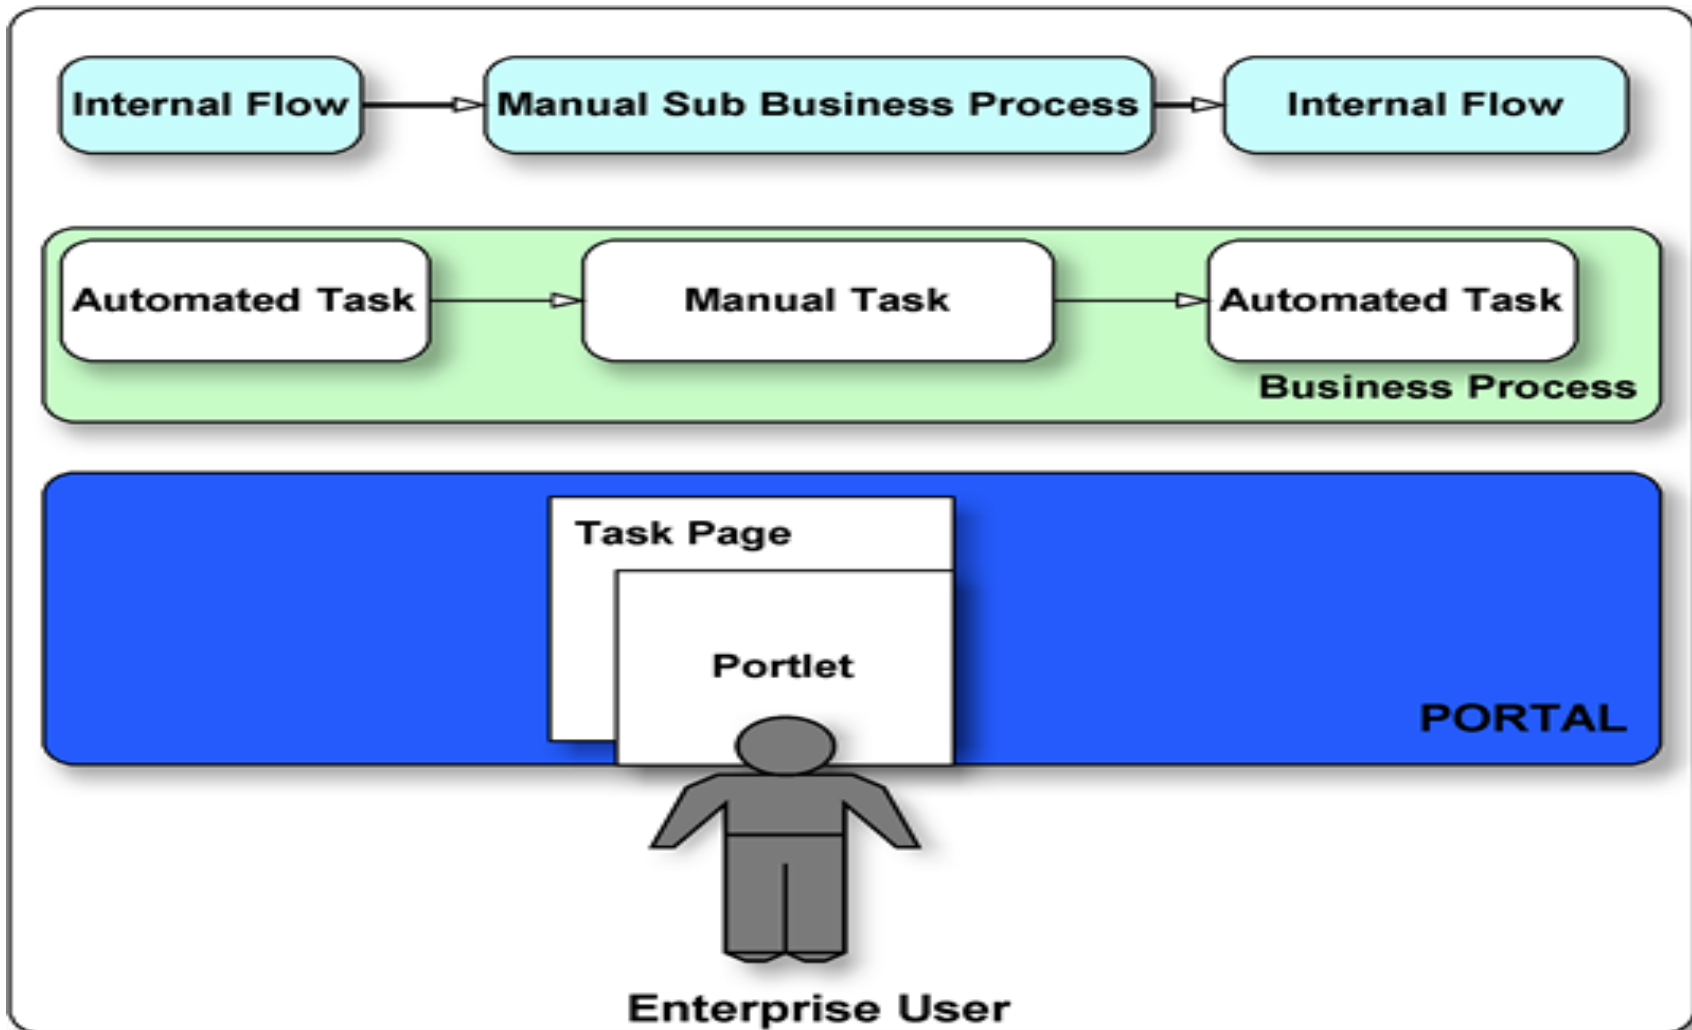 Internal Flow
Manual Sub Business Process
Internal Flow
Automated Task
Manual Task
Automated Task
Business Process
Task Page
Portlet
PORTAL
Enterprise User